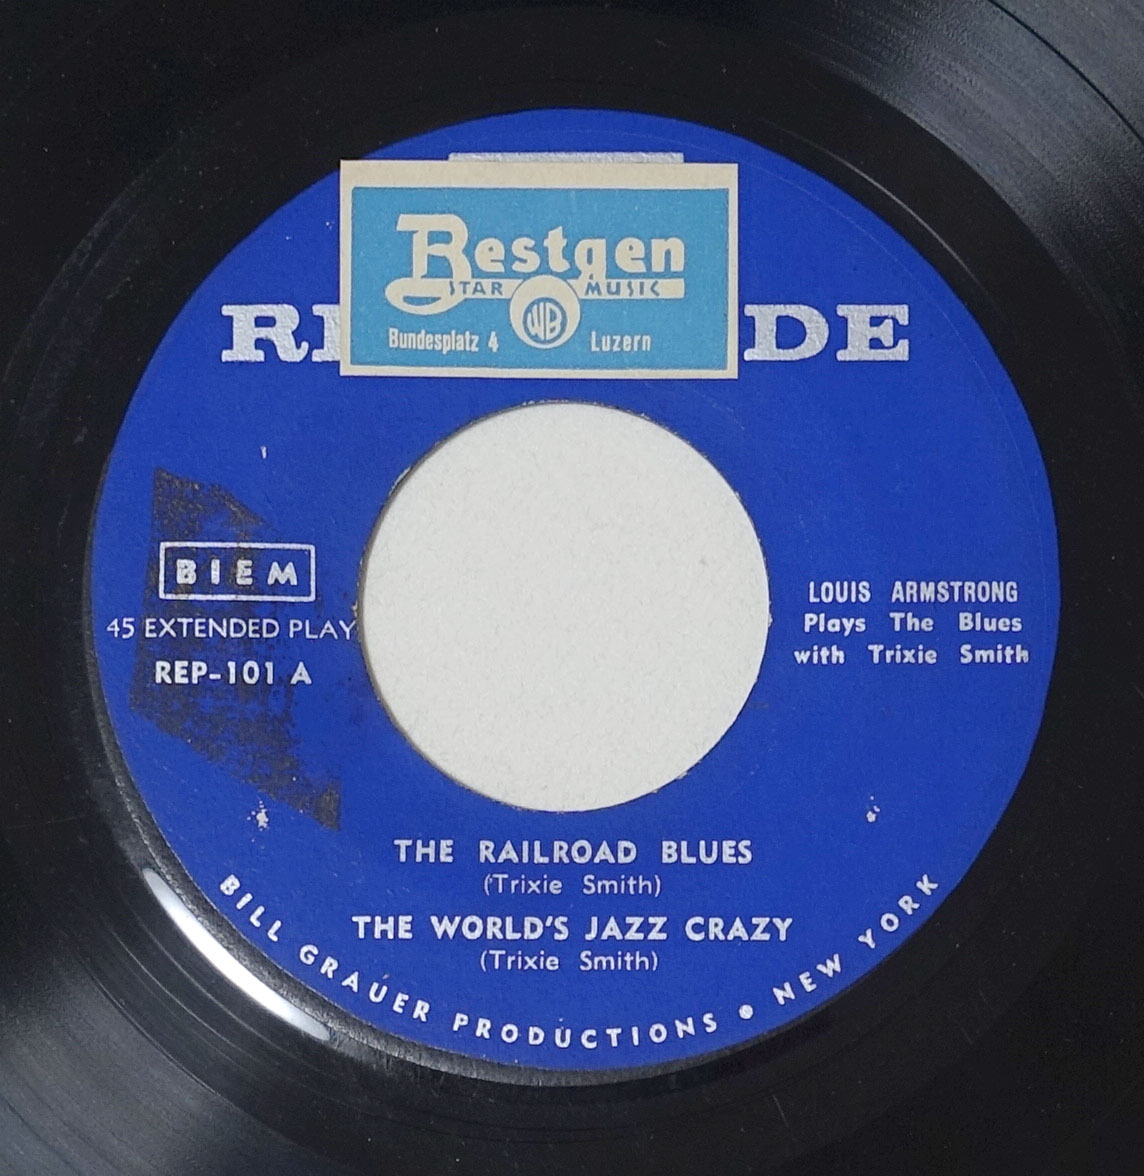 Restgen
STAR MUSIC
WB
Bundesplatz 4 Luzern
DE
BIEM
45 EXTENDED PLAY
REP-101 A
LOUIS ARMSTRONG
Plays The Blues
with Trixie Smith
THE RAILROAD BLUES
(Trixie Smith)
THE WORLD'S JAZZ CRAZY
(Trixie Smith)
BILL GRAUER PRODUCTIONS • NEW YORK